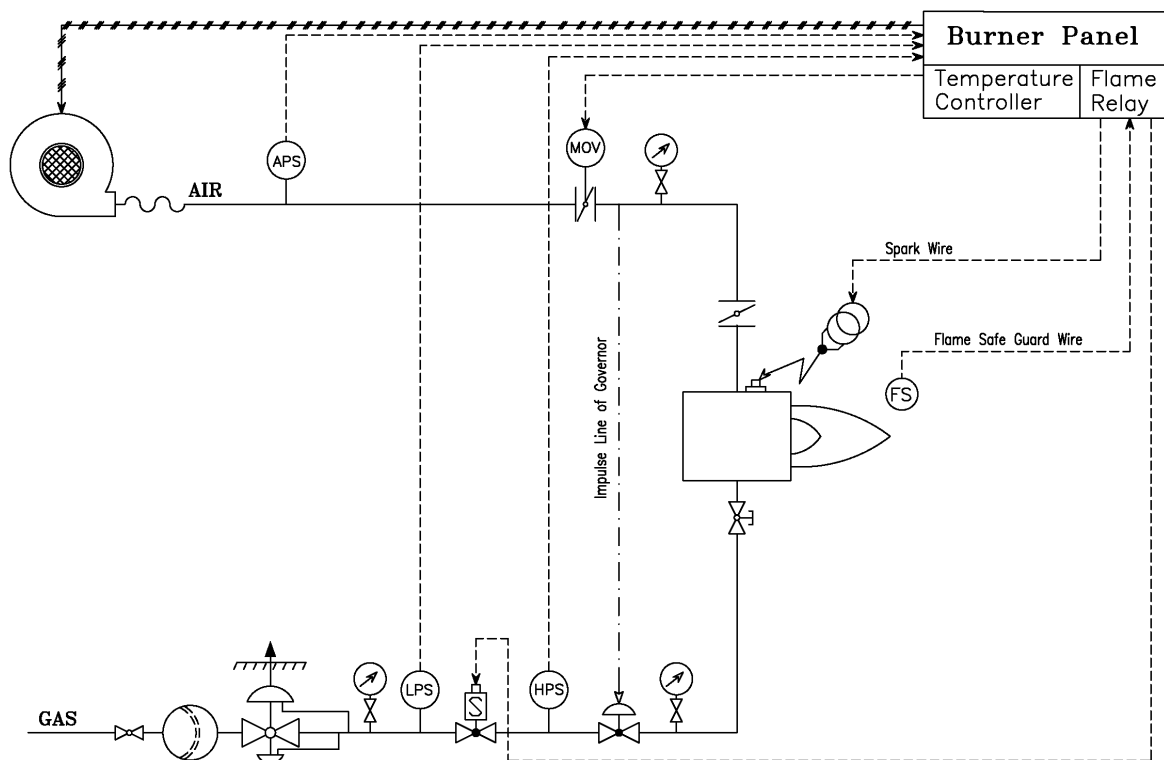 Burner Panel
Temperature
Controller
Flame
Relay
APS
MOV
AIR
Spark Wire
Flame Safe Guard Wire
FS
Impulse Line of Governor
LPS
S
HPS
GAS